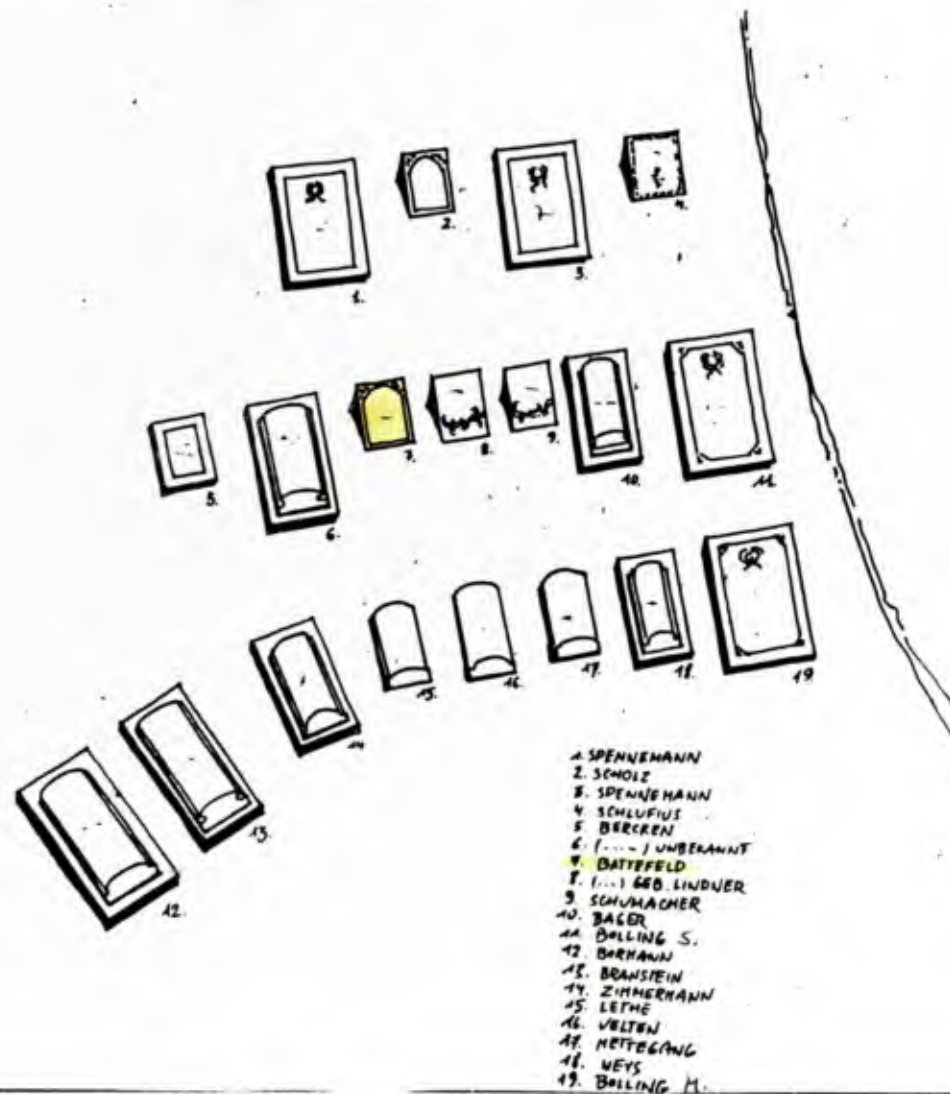 1.
2.
3.
4.
5.
6.
7.
8.
9.
10.
11.
12.
13.
14
15.
16.
17.
18.
19
1. SPENNEMANN
2. SCHOLZ
3. SPENNEMANN
4 SCHLUFIUS
5 BERCKEN
6. (....-) UNBEKANNT
7. BATTEFELD
8. (...) GEB. LINDNER
9. SCHUMACHER
10. BAGER
11. BOLLING S.
12. BORMANN
13. BRANSTEIN
14. ZIMMERMANN
15. LETHE
16. VELTEN
17. METTEGANG
18. WEYS
19. BOLLING M.